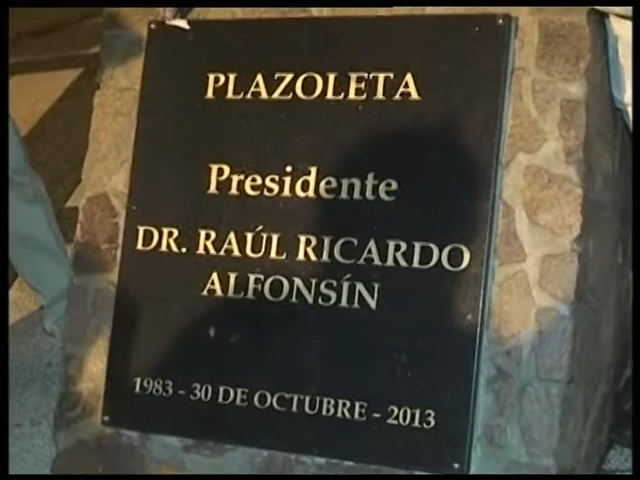 PLAZOLETA
Presidente
DR. RAÚL RICARDO
ALFONSÍN
1983 - 30 DE OCTUBRE - 2013